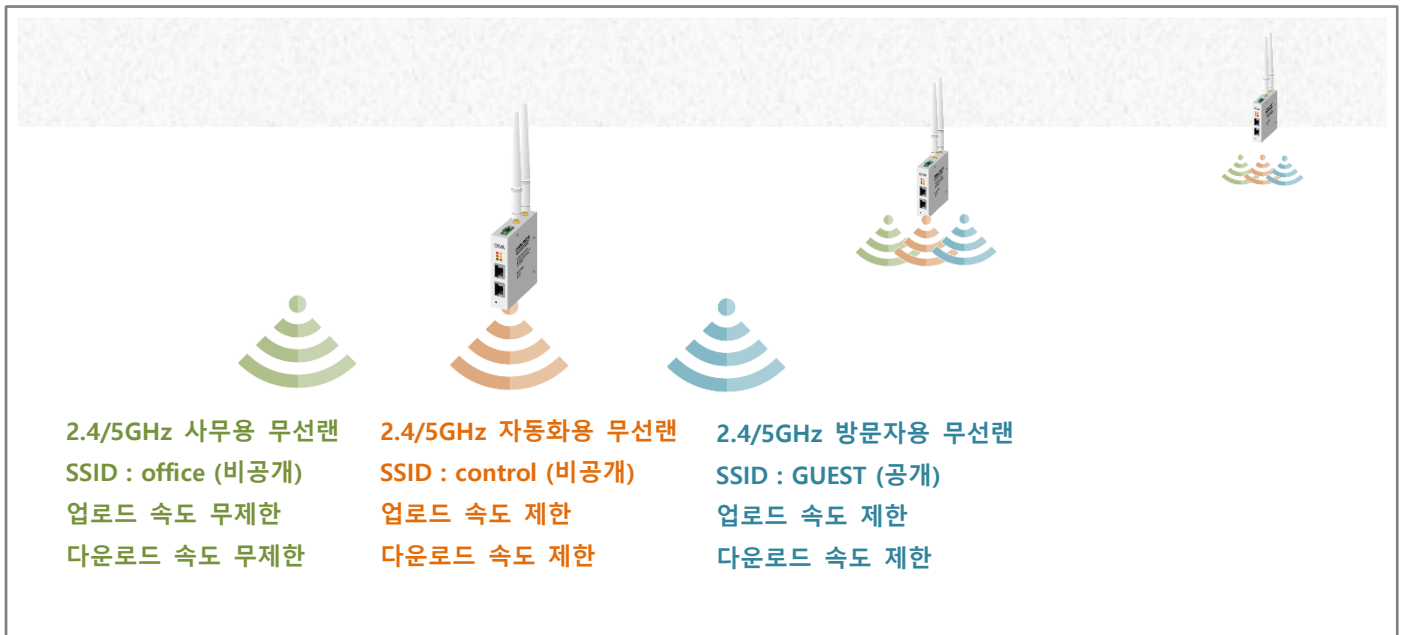 2.4/5GHz 사무용 무선랜
SSID : office (비공개)
업로드 속도 무제한
다운로드 속도 무제한
2.4/5GHz 자동화용 무선랜
SSID : control (비공개)
업로드 속도 제한
다운로드 속도 제한
2.4/5GHz 방문자용 무선랜
SSID : GUEST (공개)
업로드 속도 제한
다운로드 속도 제한